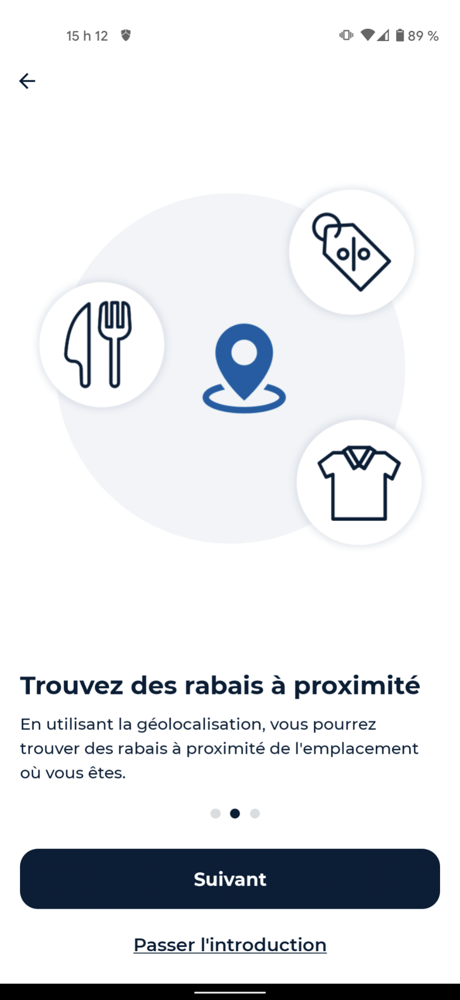 15 h 12
89 %
Trouvez des rabais à proximité
En utilisant la géolocalisation, vous pourrez
trouver des rabais à proximité de l'emplacement
où vous êtes.
Suivant
Passer l'introduction